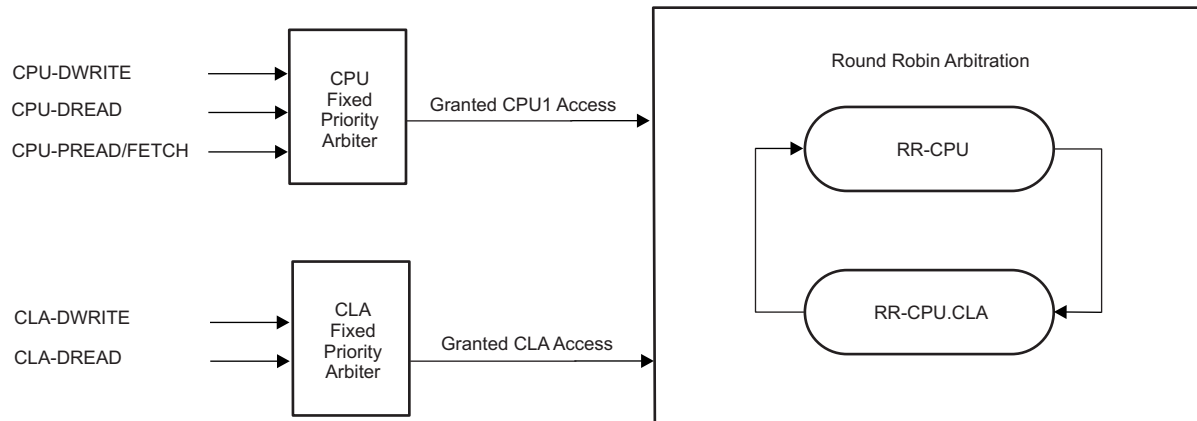 CPU-DWRITE
CPU-DREAD
CPU-PREAD/FETCH
CPU
Fixed
Priority
Arbiter
Granted CPU1 Access
CLA-DWRITE
CLA-DREAD
CLA
Fixed
Priority
Arbiter
Granted CLA Access
Round Robin Arbitration
RR-CPU
RR-CPU.CLA